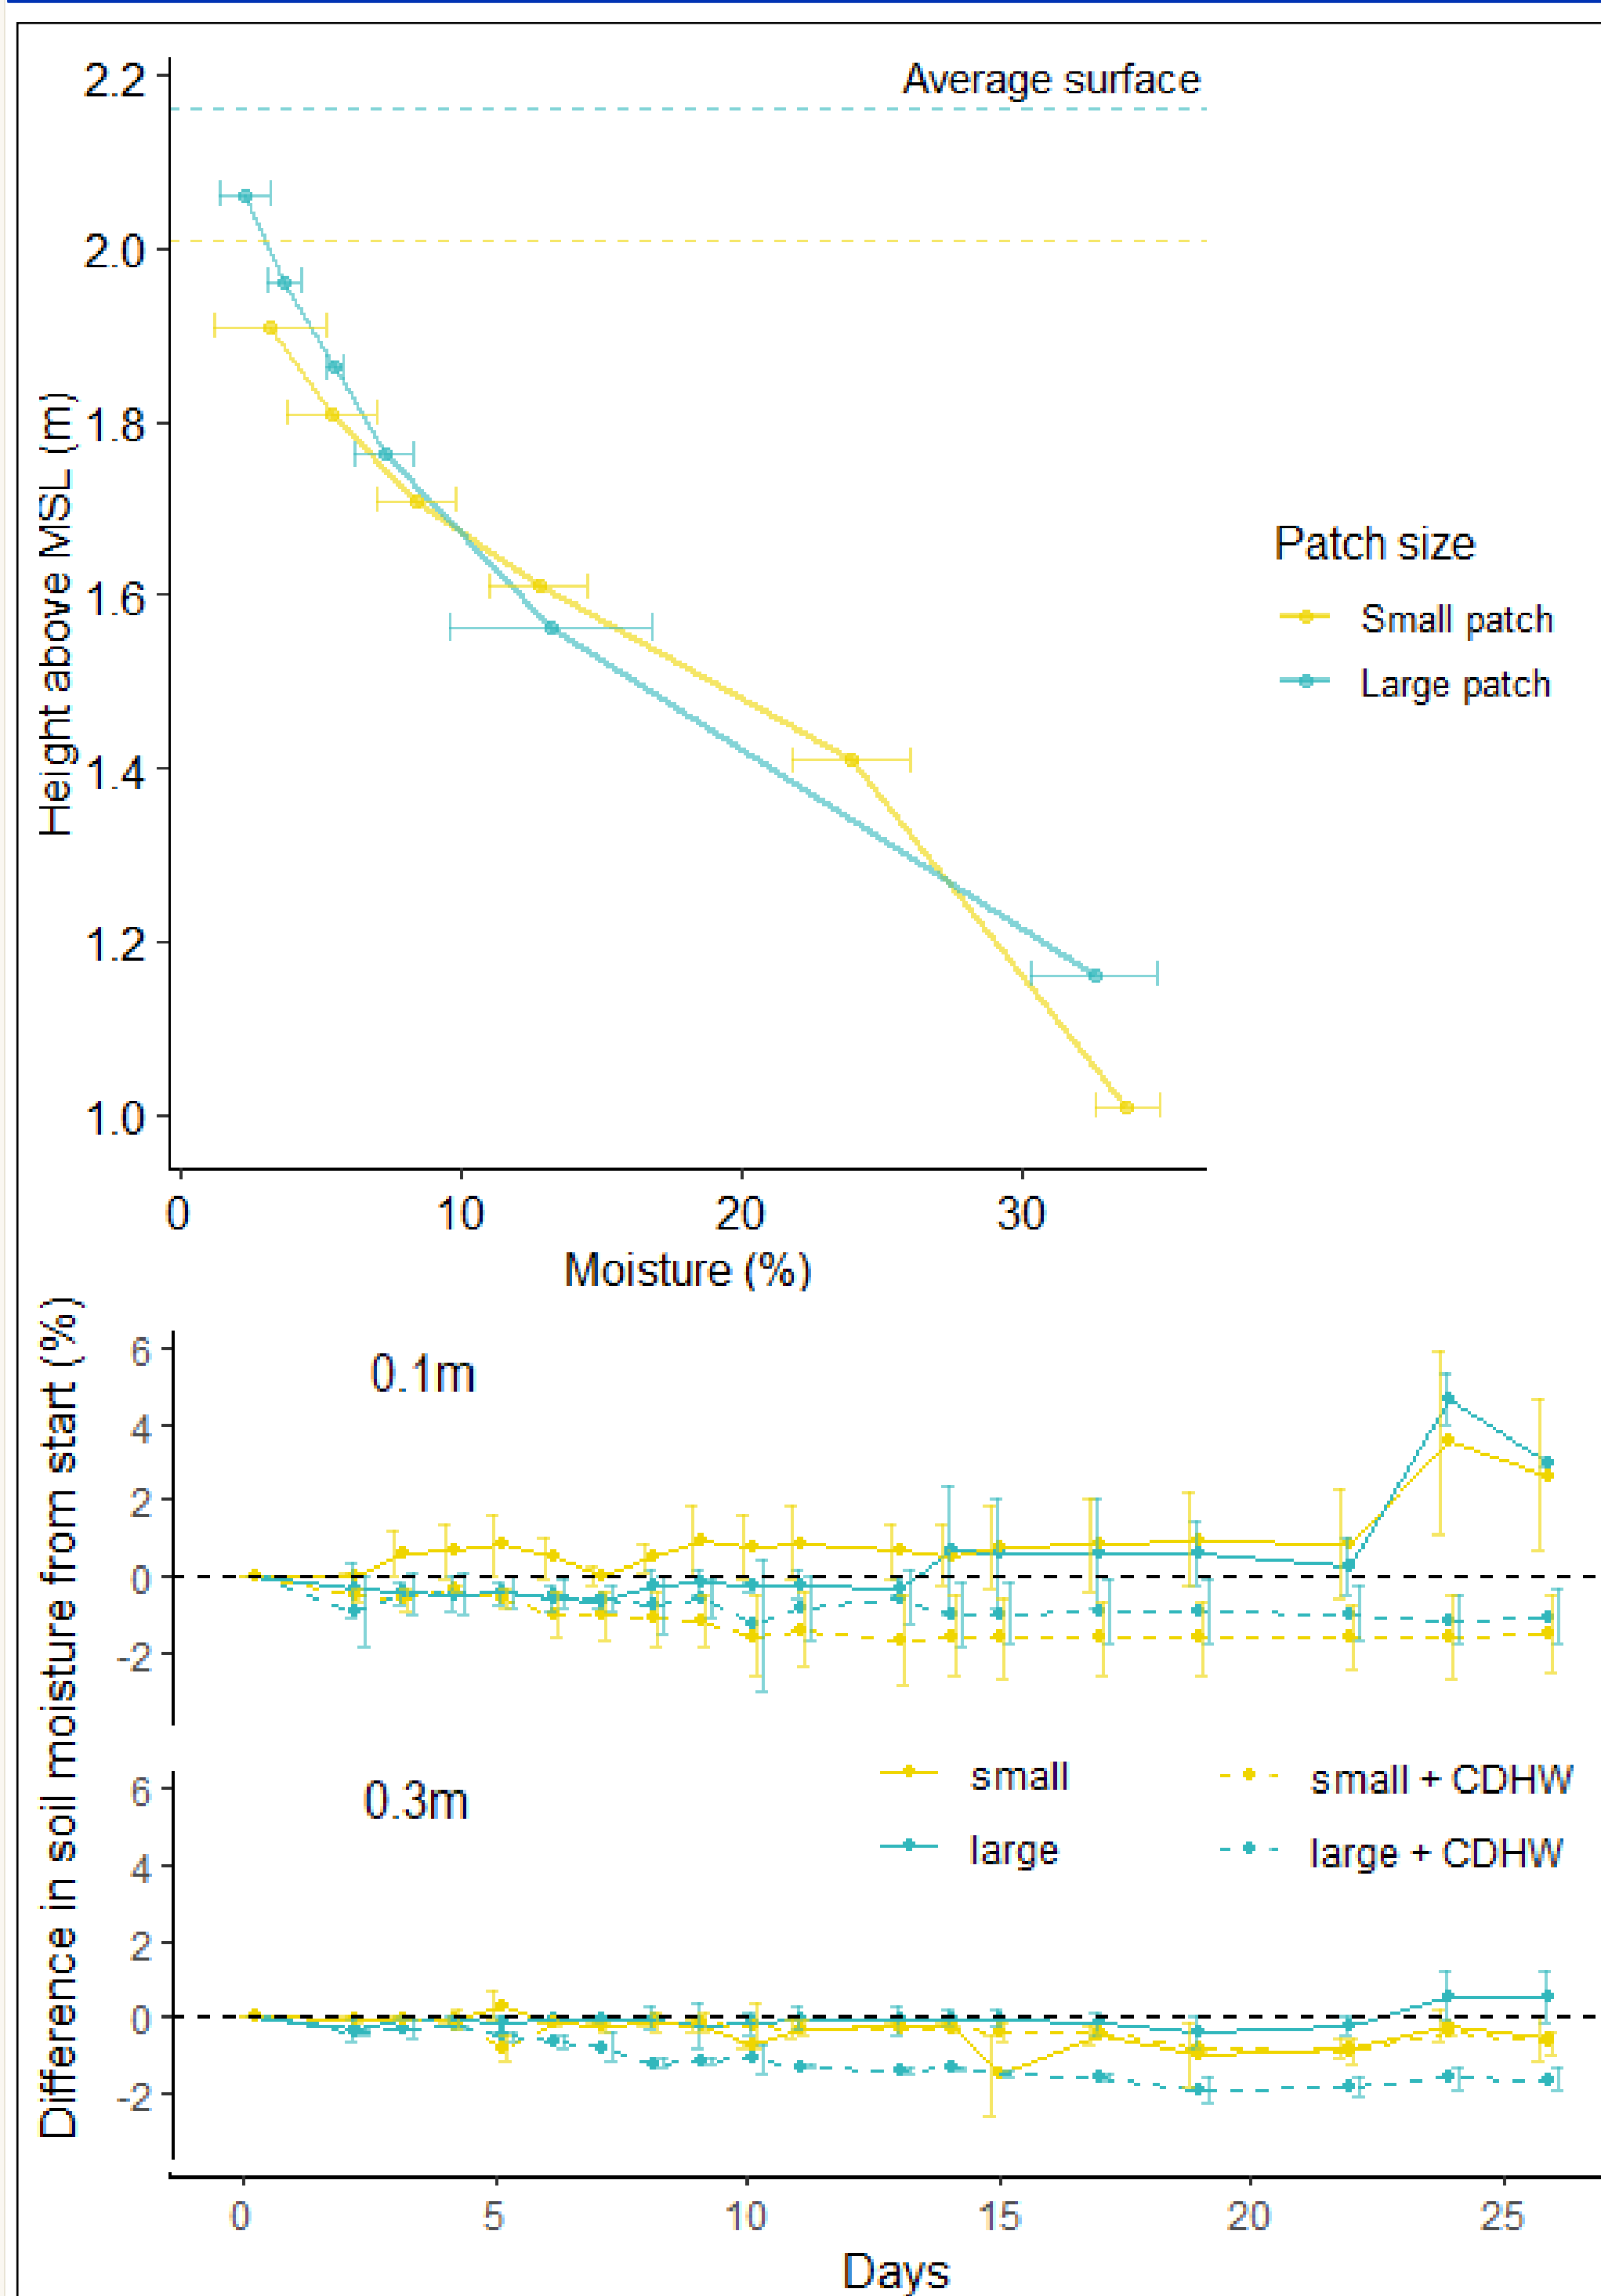 Average surface
2.2
2.0
1.8
1.6
1.4
1.2
1.0
Height above MSL (m)
Patch size
Small patch
Large patch
0
10
20
30
Moisture (%)
Difference in soil moisture from start (%)
0.1m
6
4
2
0
-2
0.3m
small
small + CDHW
large
large + CDHW
6
4
2
0
-2
0
5
10
15
20
25
Days